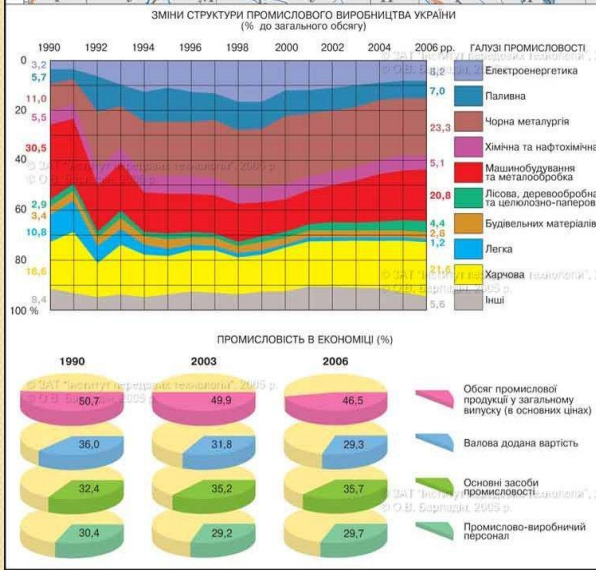 ЗМІНИ СТРУКТУРИ ПРОМИСЛОВОГО ВИРОБНИЦТВА УКРАЇНИ
(% до загального обсягу)
1990 1992 1994 1996 1998 2000 2002 2004 2006 рр.
ГАЛУЗІ ПРОМИСЛОВОСТІ
0
20
40
60
80
100 %
3,2
5,7
11,0
5,5
30,5
2,9
3,4
10,8
18,6
8,4
8,2
7,0
23,3
5,1
20,8
4,4
2,8
1,2
21,6
5,6
Електроенергетика
Паливна
Чорна металургія
Хімічна та нафтохімічна
Машинобудування
та металообробка
Лісова, деревообробна
та целюлозно-паперов
Будівельних матеріалів
Легка
Харчова
Інші
ПРОМИСЛОВІСТЬ В ЕКОНОМІЦІ (%)
1990 2003 2006
50,7 49,9 46,5
Обсяг промислової
продукції у загальному
випуску (в основних цінах)
36,0 31,8 29,3
Валова додана вартість
32,4 35,2 35,7
Основні засоби
промисловості
30,4 29,2 29,7
Промислово-виробничий
персонал